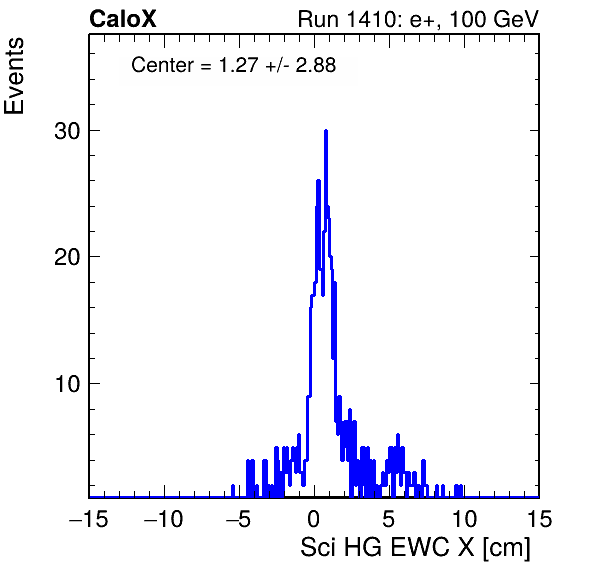 CaloX Run 1410: e+, 100 GeV
Center = 1.27 +/- 2.88
Events
30
20
10
−15 −10 −5 0 5 10 15
Sci HG EWC X [cm]